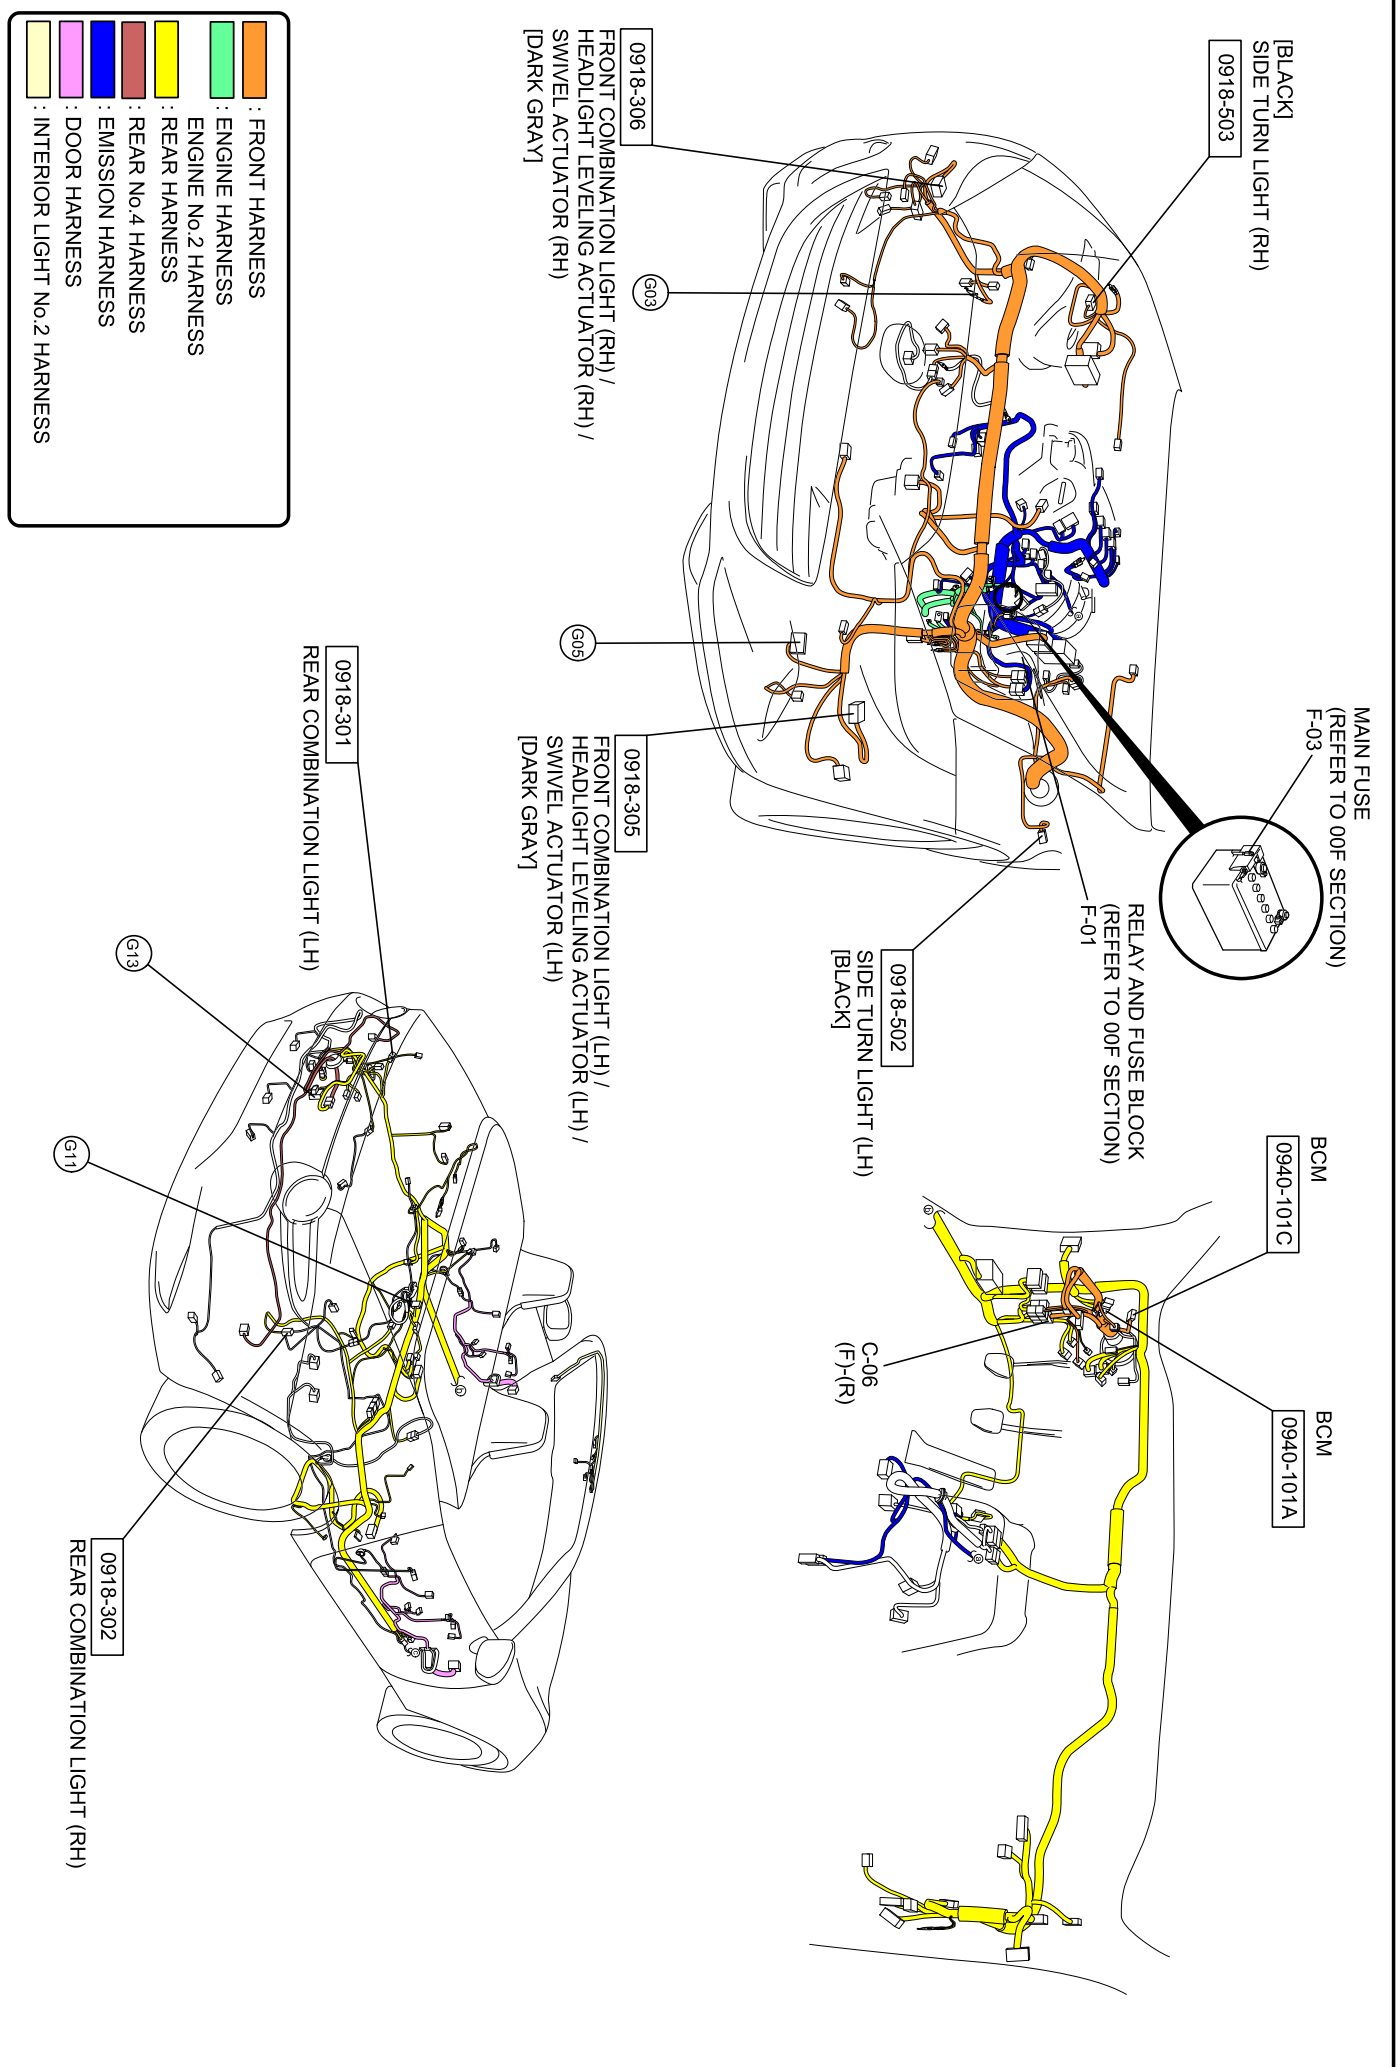 [BLACK]
SIDE TURN LIGHT (RH)
0918-503
0918-306
FRONT COMBINATION LIGHT (RH) /
HEADLIGHT LEVELING ACTUATOR (RH) /
SWIVEL ACTUATOR (RH)
[DARK GRAY]
G03
G05
MAIN FUSE
(REFER TO 00F SECTION)
F-03
RELAY AND FUSE BLOCK
(REFER TO 00F SECTION)
F-01
0918-502
SIDE TURN LIGHT (LH)
[BLACK]
0918-305
FRONT COMBINATION LIGHT (LH) /
HEADLIGHT LEVELING ACTUATOR (LH) /
SWIVEL ACTUATOR (LH)
[DARK GRAY]
BCM
0940-101C
BCM
0940-101A
C-06
(F)-(R)
0918-301
REAR COMBINATION LIGHT (LH)
G13
G11
0918-302
REAR COMBINATION LIGHT (RH)
: FRONT HARNESS
: ENGINE HARNESS
ENGINE No.2 HARNESS
: REAR HARNESS
: REAR No.4 HARNESS
: EMISSION HARNESS
: DOOR HARNESS
: INTERIOR LIGHT No.2 HARNESS